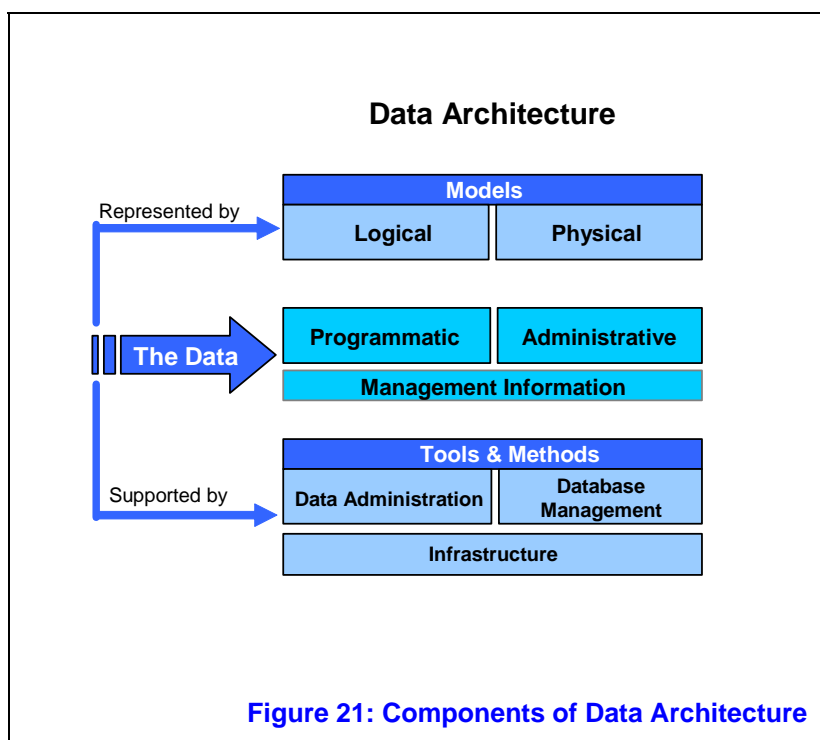 Data Architecture
Models
Represented by
Logical
Physical
The Data
Programmatic
Administrative
Management Information
Tools & Methods
Supported by
Data Administration
Database
Management
Infrastructure
Figure 21: Components of Data Architecture